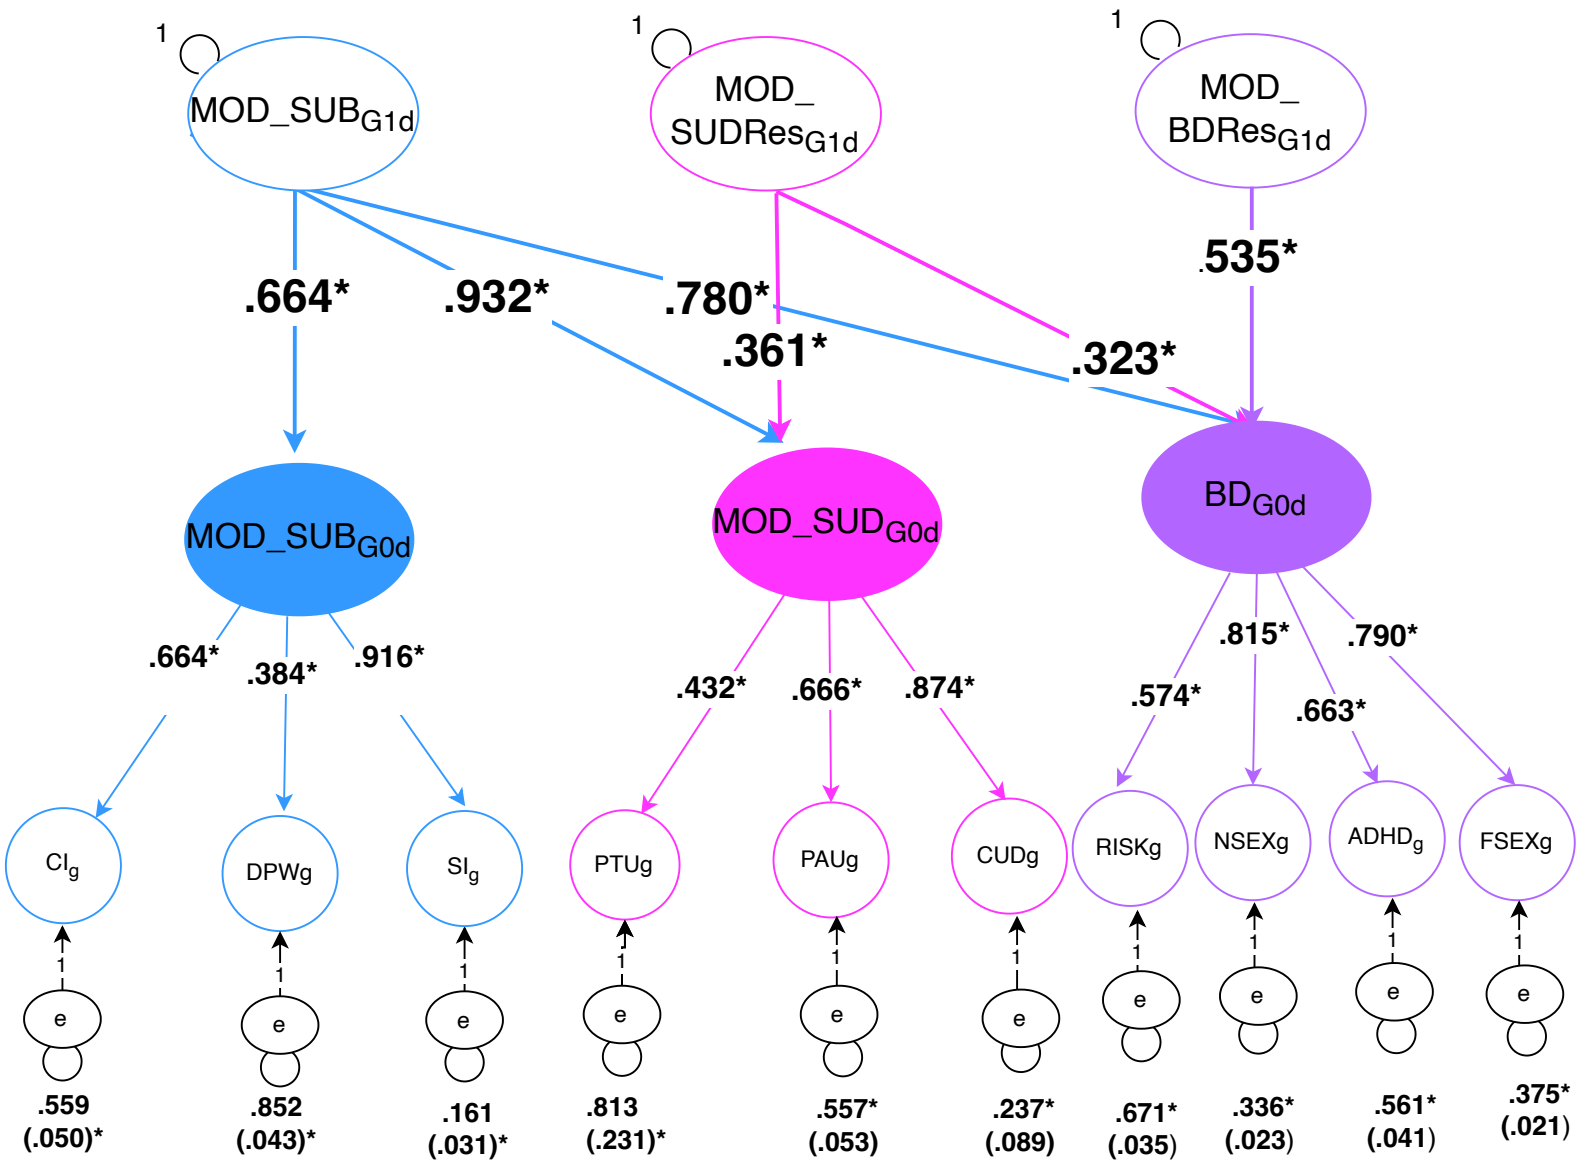 1
1
1
MOD_SUBG1d
MOD_
SUDResG1d
MOD_
BDResG1d
.664*
.932*
.780*
.361*
.323*
.535*
MOD_SUBG0d
MOD_SUDG0d
BDG0d
.664*
.384*
.916*
.432*
.666*
.874*
.574*
.815*
.663*
.790*
CIg
DPWg
SIg
PTUg
PAUg
CUDg
RISKg
NSEXg
ADHDg
FSEXg
1
1
1
1
1
1
1
1
1
1
e
e
e
e
e
e
e
e
e
e
.559
(.050)*
.852
(.043)*
.161
(.031)*
.813
(.231)*
.557*
(.053)
.237*
(.089)
.671*
(.035)
.336*
(.023)
.561*
(.041)
.375*
(.021)